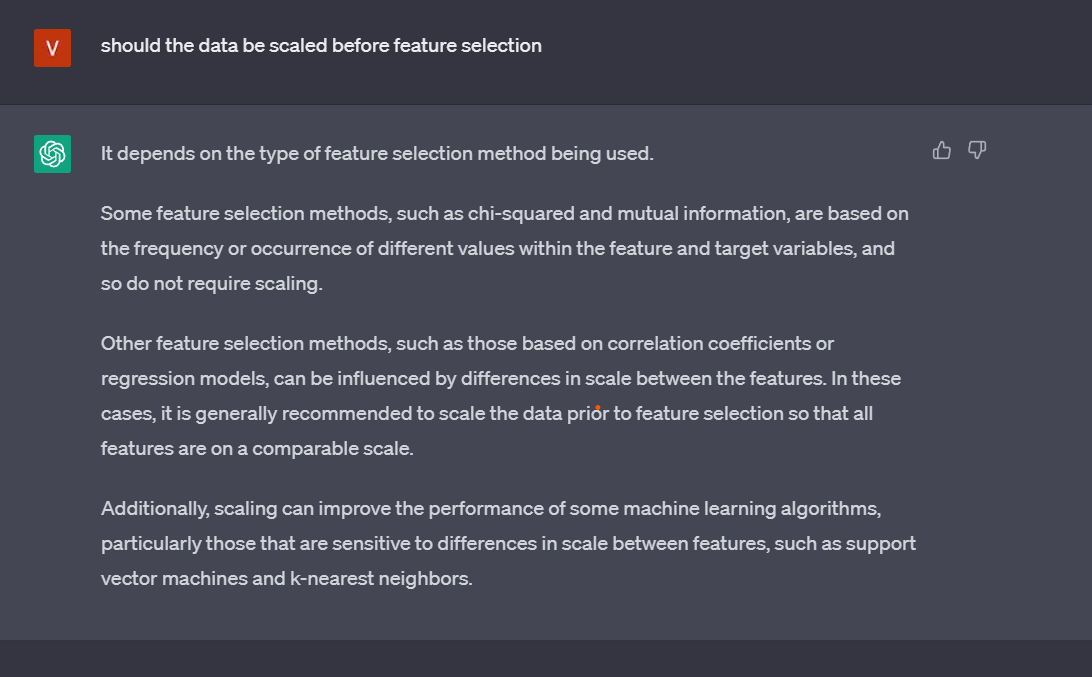 V
should the data be scaled before feature selection
It depends on the type of feature selection method being used.
Some feature selection methods, such as chi-squared and mutual information, are based on
the frequency or occurrence of different values within the feature and target variables, and
so do not require scaling.
Other feature selection methods, such as those based on correlation coefficients or
regression models, can be influenced by differences in scale between the features. In these
cases, it is generally recommended to scale the data prior to feature selection so that all
features are on a comparable scale.
Additionally, scaling can improve the performance of some machine learning algorithms,
particularly those that are sensitive to differences in scale between features, such as support
vector machines and k-nearest neighbors.